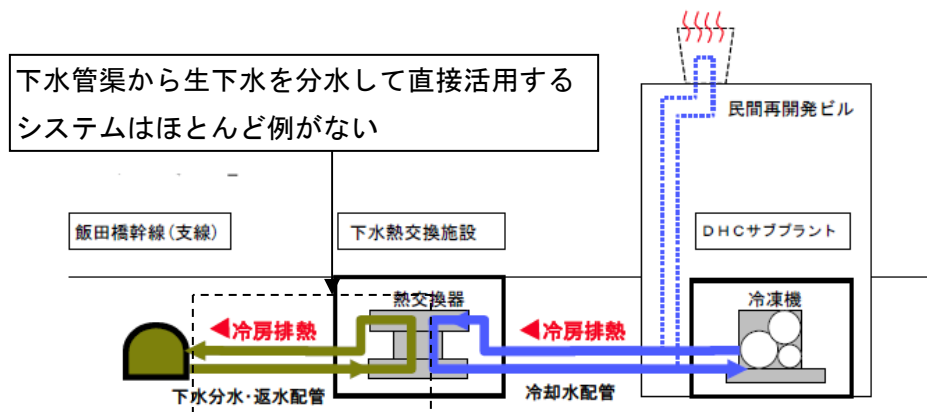 下水管渠から生下水を分水して直接活用する
システムはほとんど例がない
民間再開発ビル
飯田橋幹線(支線)
下水熱交換施設
DHCサブプラント
熱交換器
冷凍機
◀冷房排熱
◀冷房排熱
下水分水・返水配管
冷却水配管